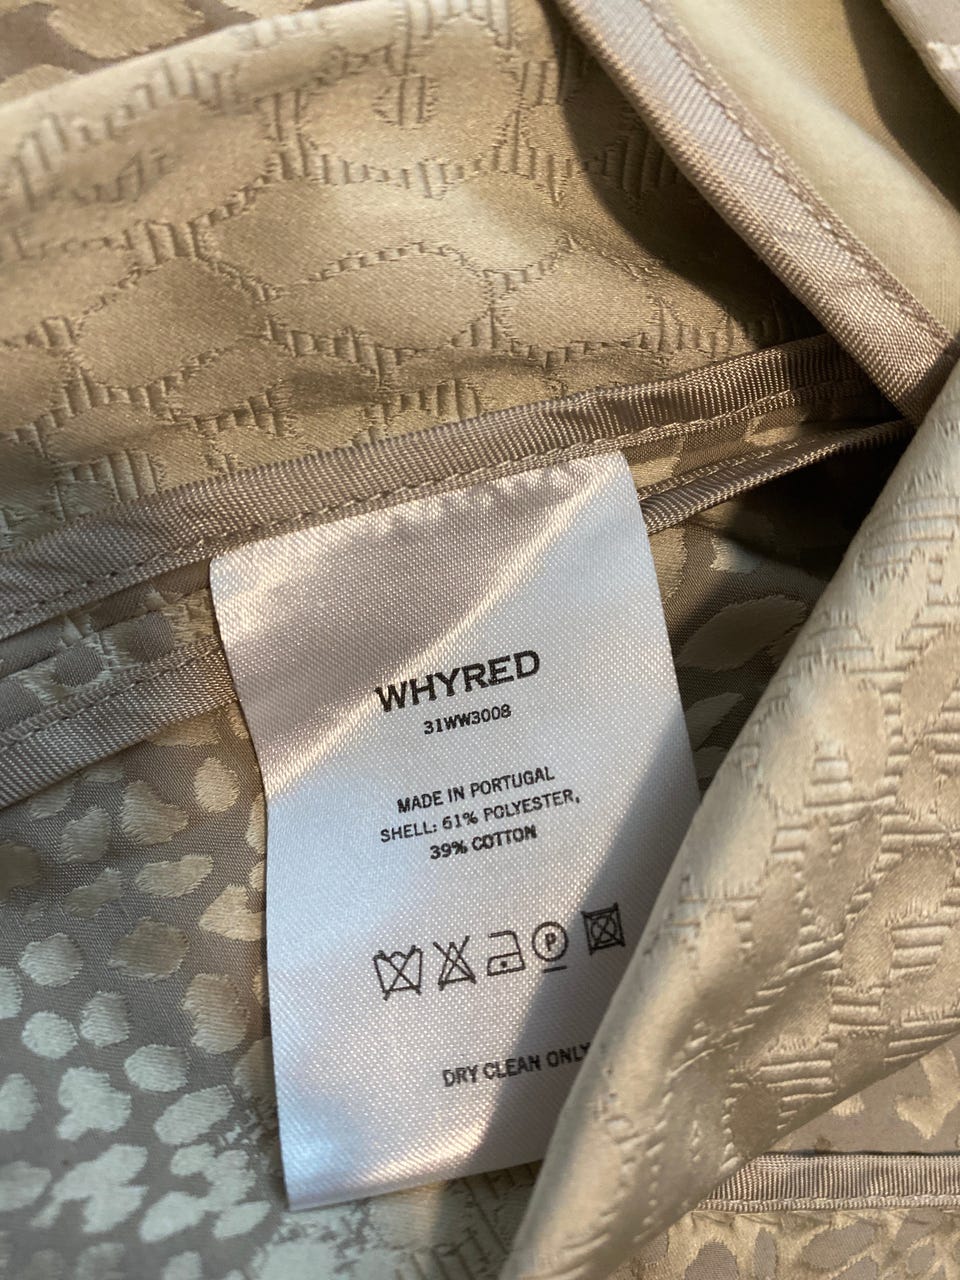 WHYRED
31WW3008
MADE IN PORTUGAL
SHELL: 61% POLYESTER,
39% COTTON
P
DRY CLEAN ONLY